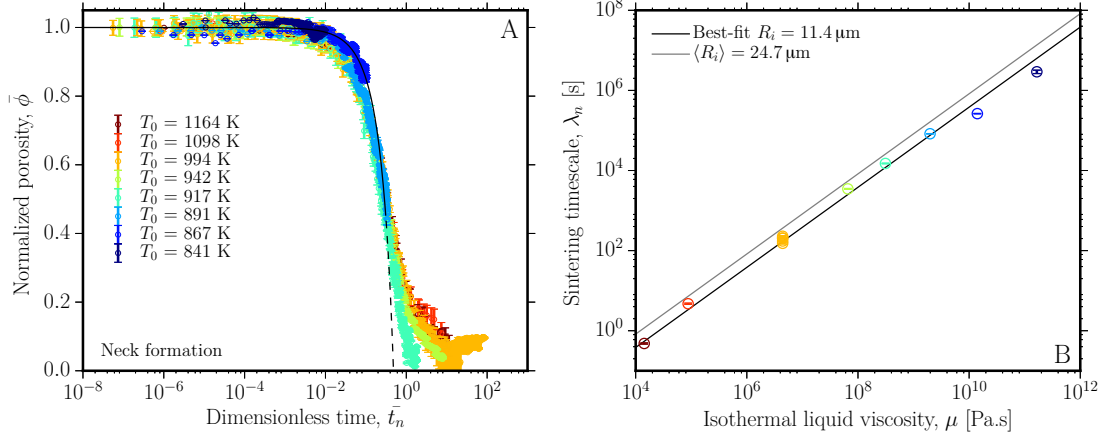 A
Normalized porosity, ϕ̄
1.0
0.8
0.6
0.4
0.2
0.0
T₀ = 1164 K
T₀ = 1098 K
T₀ = 994 K
T₀ = 942 K
T₀ = 917 K
T₀ = 891 K
T₀ = 867 K
T₀ = 841 K
Neck formation
10⁻⁸ 10⁻⁶ 10⁻⁴ 10⁻² 10⁰ 10²
Dimensionless time, t̄ₙ
Sintering timescale, λₙ [s]
10⁸
10⁶
10⁴
10²
10⁰
Best-fit Rᵢ = 11.4 µm
⟨Rᵢ⟩ = 24.7 µm
B
10⁴ 10⁶ 10⁸ 10¹⁰ 10¹²
Isothermal liquid viscosity, µ [Pa.s]